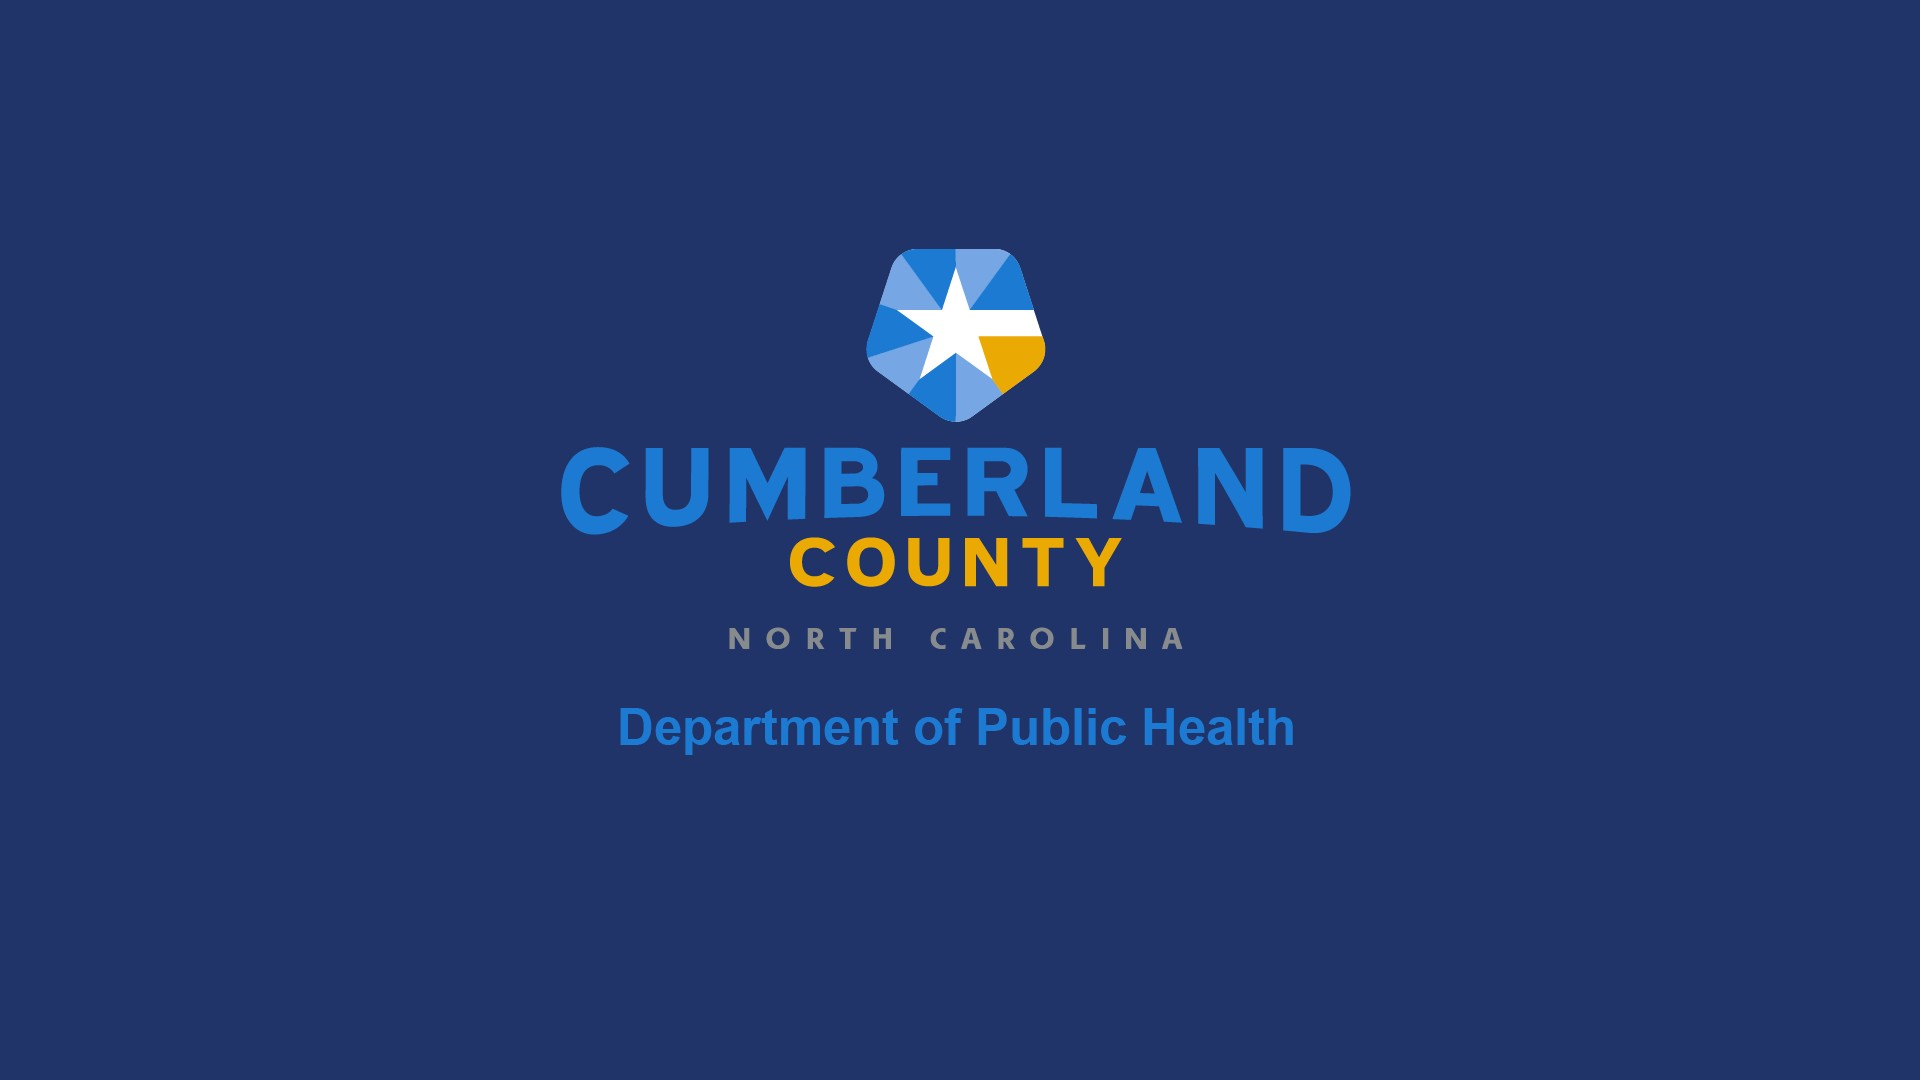 CUMBERLAND
COUNTY
NORTH CAROLINA
Department of Public Health